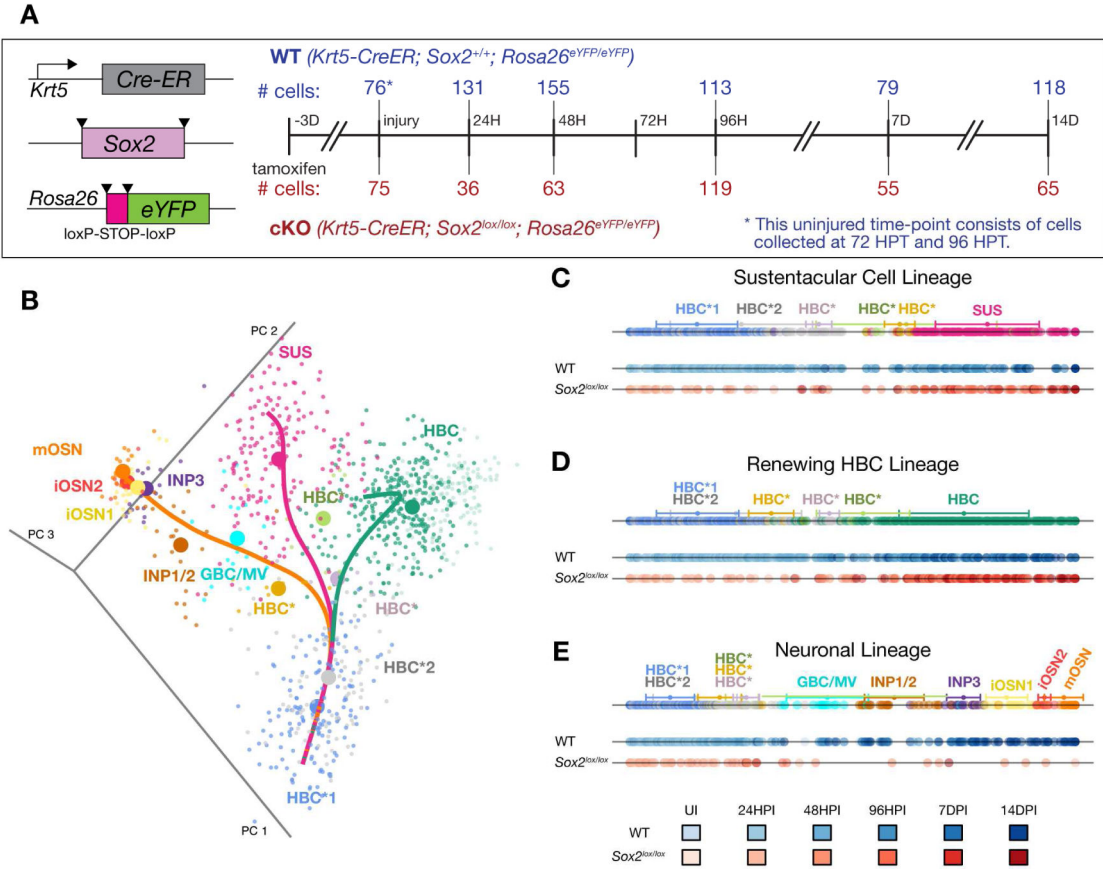 A
WT (Krt5-CreER; Sox2+/+; Rosa26eYFP/eYFP)
Krt5
Cre-ER
# cells:
76*
131
155
113
79
118
-3D
injury
24H
48H
72H
96H
7D
14D
Sox2
tamoxifen
Rosa26
eYFP
# cells:
75
36
63
119
55
65
loxP-STOP-loxP
cKO (Krt5-CreER; Sox2lox/lox; Rosa26eYFP/eYFP)
* This uninjured time-point consists of cells
collected at 72 HPT and 96 HPT.
B
PC 2
SUS
HBC
mOSN
iOSN2
INP3
HBC*
iOSN1
PC 3
INP1/2
GBC/MV
HBC*
HBC*
HBC*2
HBC*1
PC 1
C
Sustentacular Cell Lineage
HBC*1
HBC*2
HBC*
HBC*
HBC*
SUS
WT
Sox2lox/lox
D
Renewing HBC Lineage
HBC*1
HBC*2
HBC*
HBC*
HBC*
HBC
WT
Sox2lox/lox
E
Neuronal Lineage
HBC*1
HBC*2
HBC*
HBC*
HBC*
GBC/MV
INP1/2
INP3
iOSN1
iOSN2
mOSN
WT
Sox2lox/lox
UI
24HPI
48HPI
96HPI
7DPI
14DPI
WT
Sox2lox/lox